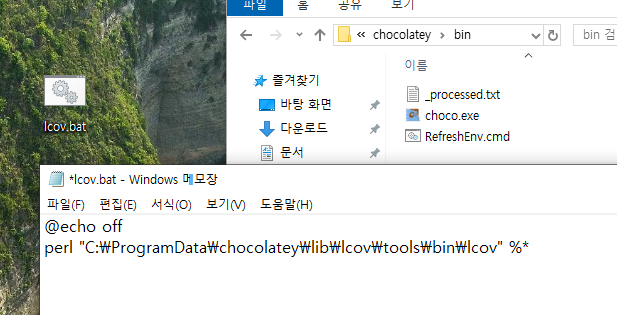 파일
홈
공유
보기
« chocolatey > bin
bin 검
이름
즐겨찾기
바탕 화면
다운로드
문서
_processed.txt
choco.exe
RefreshEnv.cmd
lcov.bat
*lcov.bat - Windows 메모장
파일(F) 편집(E) 서식(O) 보기(V) 도움말(H)
@echo off
perl "C:₩ProgramData₩chocolatey₩lib₩lcov₩tools₩bin₩lcov" %*